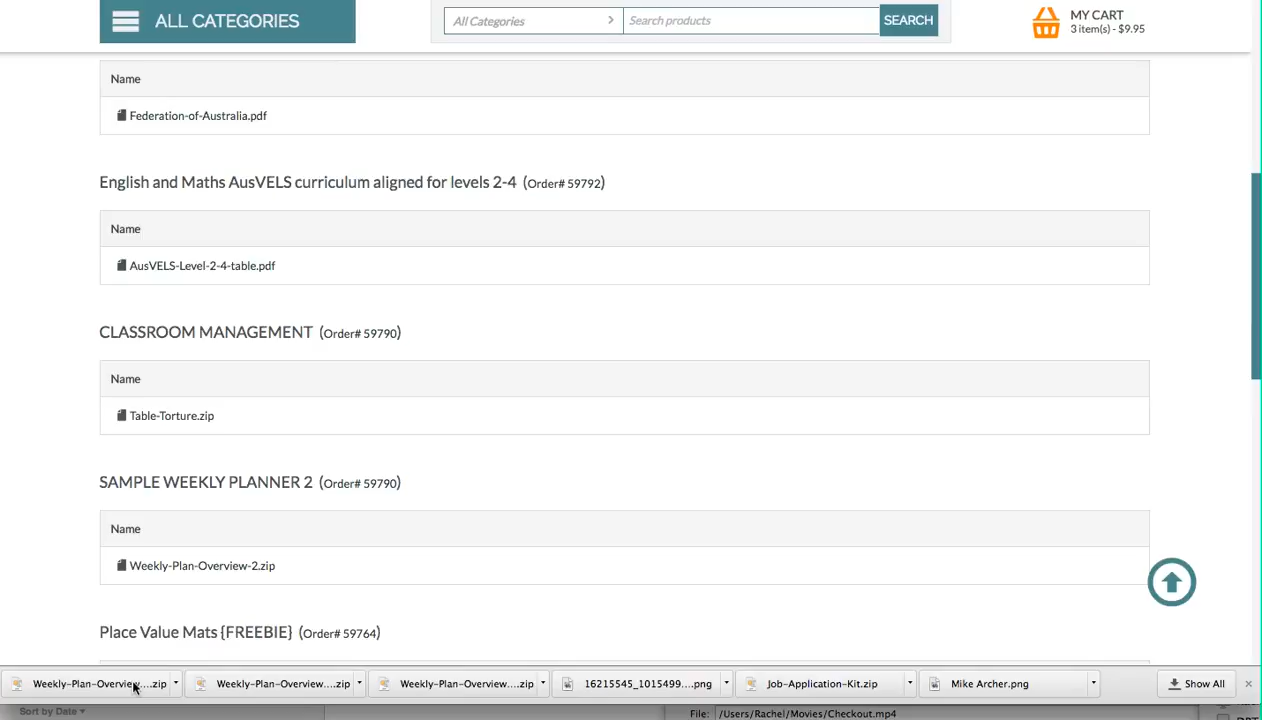 ALL CATEGORIES
All Categories
Search products
SEARCH
MY CART
3 item(s) - $9.95
Name
Federation-of-Australia.pdf
English and Maths AusVELS curriculum aligned for levels 2-4 (Order# 59792)
Name
AusVELS-Level-2-4-table.pdf
CLASSROOM MANAGEMENT (Order# 59790)
Name
Table-Torture.zip
SAMPLE WEEKLY PLANNER 2 (Order# 59790)
Name
Weekly-Plan-Overview-2.zip
Place Value Mats {FREEBIE} (Order# 59764)
Weekly-Plan-Overview....zip
Weekly-Plan-Overview....zip
Weekly-Plan-Overview....zip
16215545_1015499....png
Job-Application-Kit.zip
Mike Archer.png
Show All
Sort by Date
File: /Users/Rachel/Movies/Checkout.mp4